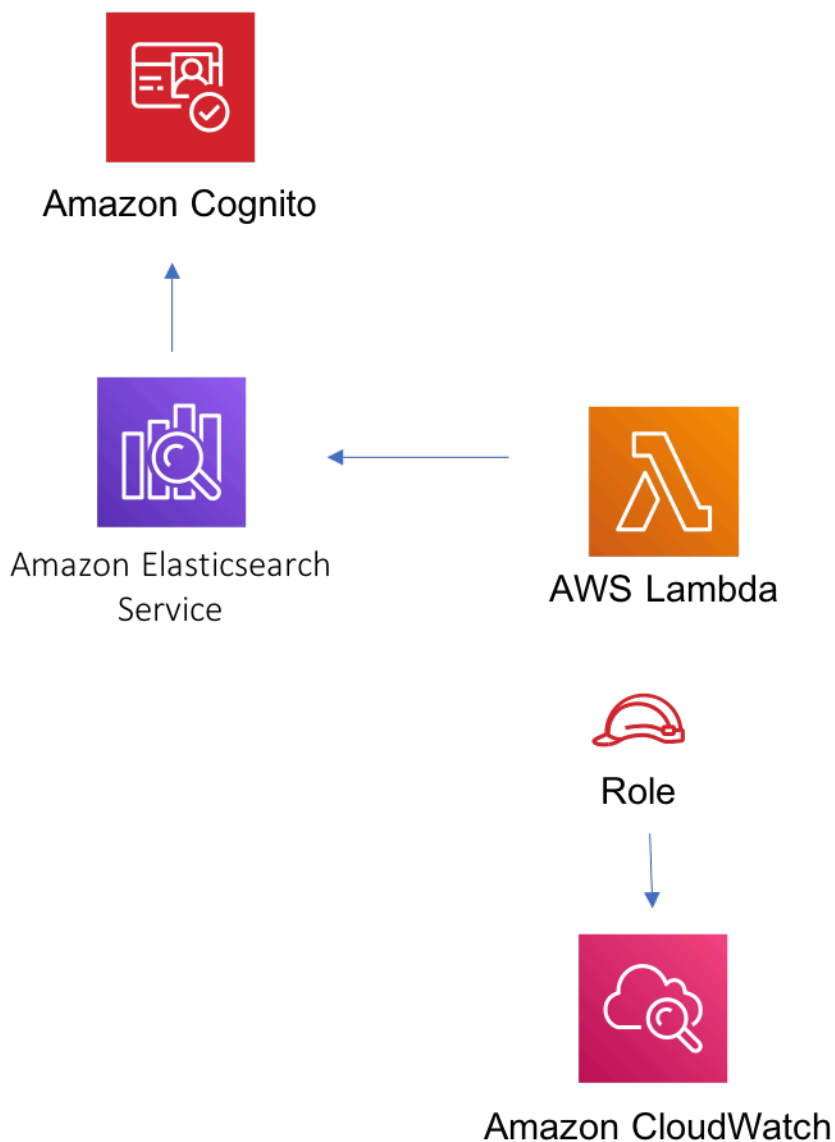 Amazon Cognito
Amazon Elasticsearch
Service
AWS Lambda
Role
Amazon CloudWatch